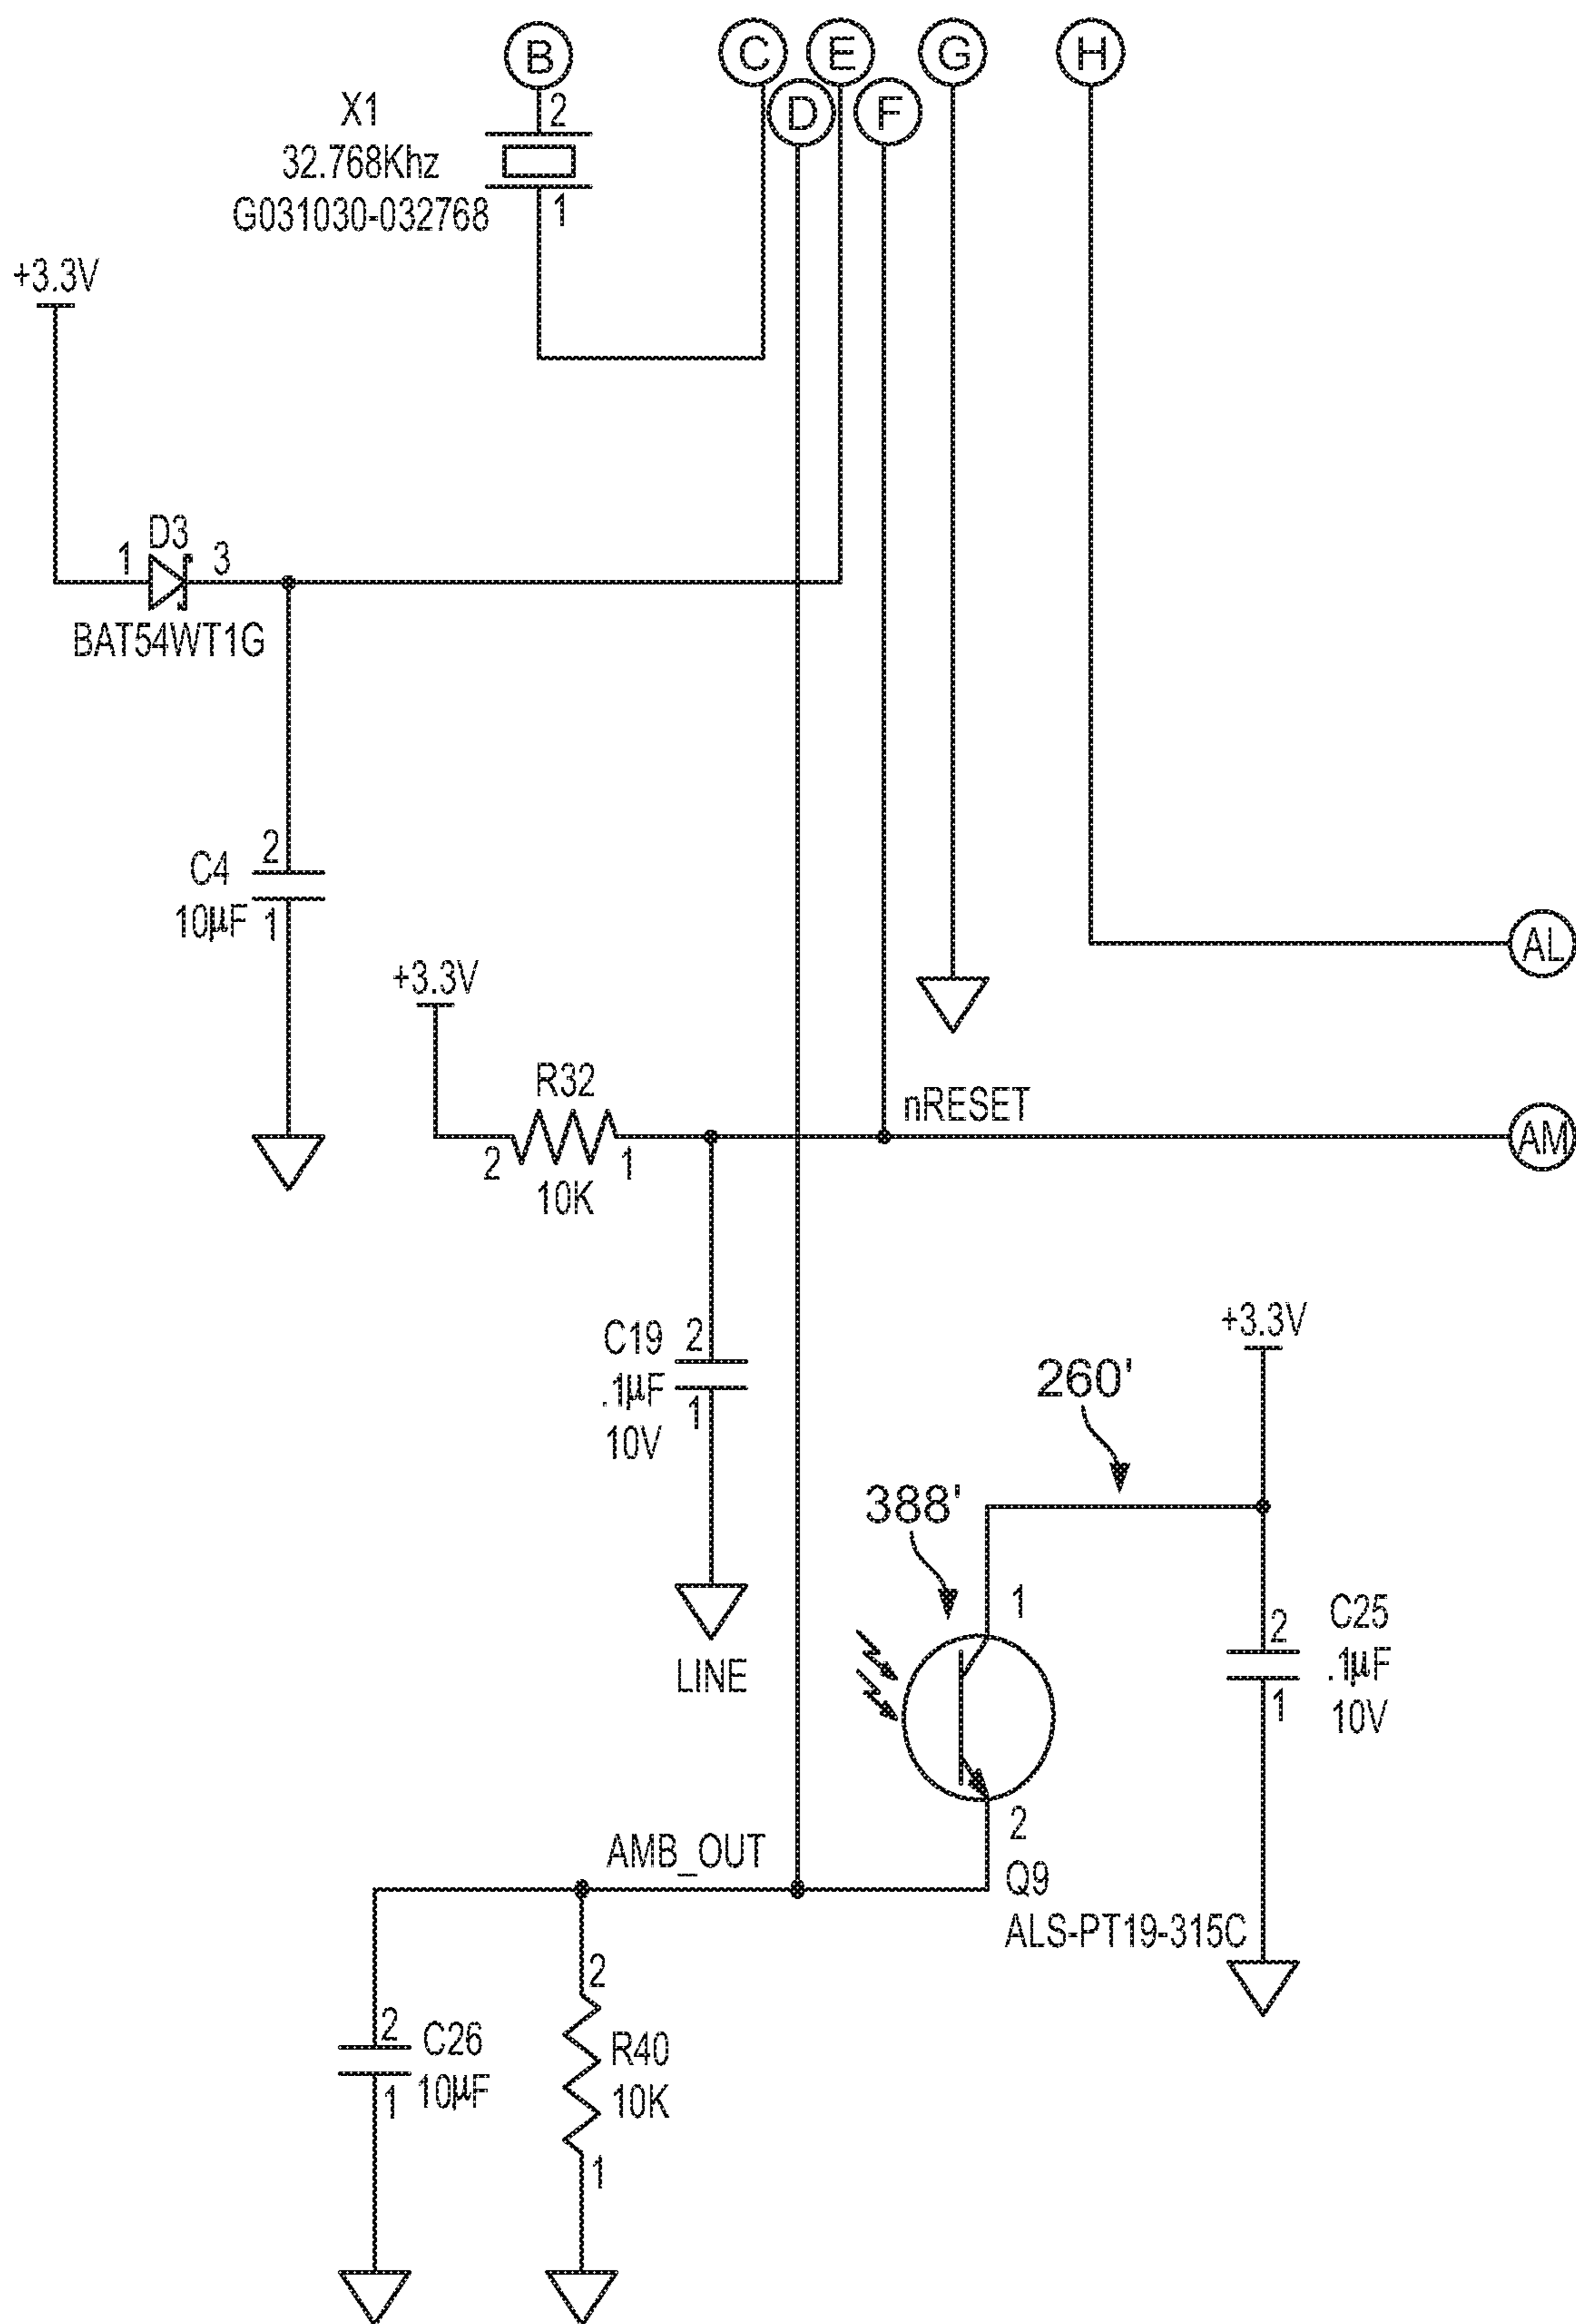 B
C
E
G
H
D
F
X1
32.768Khz
G031030-032768
2
1
+3.3V
D3
1
3
BAT54WT1G
C4
10µF
2
1
AL
+3.3V
R32
2
1
10K
nRESET
AM
C19
.1µF
10V
2
1
LINE
+3.3V
260'
388'
1
2
Q9
ALS-PT19-315C
C25
.1µF
10V
2
1
AMB_OUT
2
C26
10µF
1
2
R40
10K
1